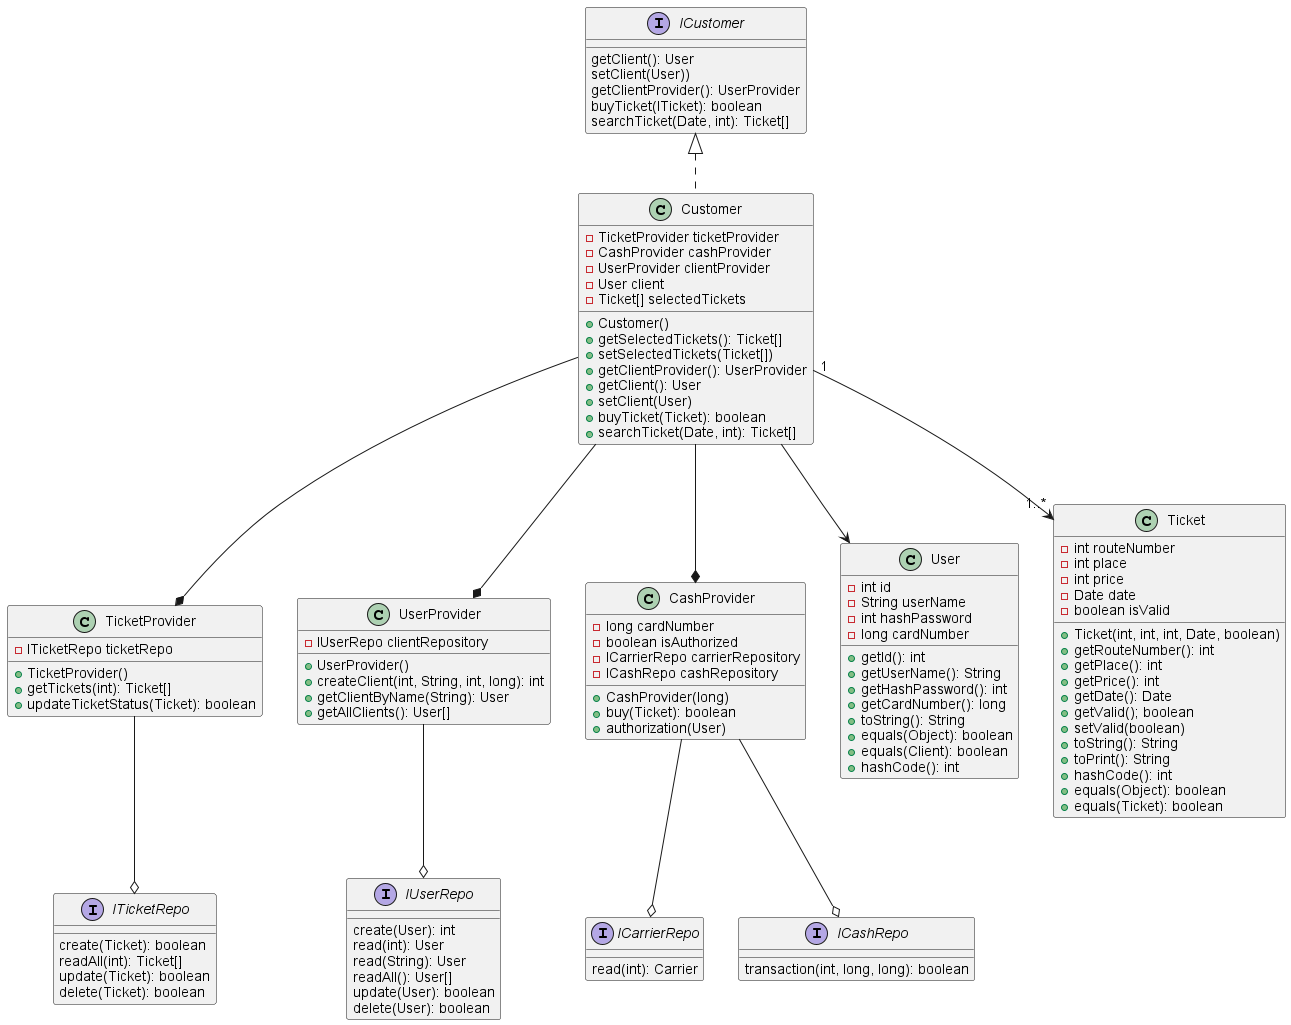 I ICustomer
getClient(): User
setClient(User))
getClientProvider(): UserProvider
buyTicket(ITicket): boolean
searchTicket(Date, int): Ticket[]
C Customer
TicketProvider ticketProvider
CashProvider cashProvider
UserProvider clientProvider
User client
Ticket[] selectedTickets
Customer()
getSelectedTickets(): Ticket[]
setSelectedTickets(Ticket[])
getClientProvider(): UserProvider
getClient(): User
setClient(User)
buyTicket(Ticket): boolean
searchTicket(Date, int): Ticket[]
1
1..*
C TicketProvider
ITicketRepo ticketRepo
TicketProvider()
getTickets(int): Ticket[]
updateTicketStatus(Ticket): boolean
C UserProvider
IUserRepo clientRepository
UserProvider()
createClient(int, String, int, long): int
getClientByName(String): User
getAllClients(): User[]
C CashProvider
long cardNumber
boolean isAuthorized
ICarrierRepo carrierRepository
ICashRepo cashRepository
CashProvider(long)
buy(Ticket): boolean
authorization(User)
C User
int id
String userName
int hashPassword
long cardNumber
getId(): int
getUserName(): String
getHashPassword(): int
getCardNumber(): long
toString(): String
equals(Object): boolean
equals(Client): boolean
hashCode(): int
C Ticket
int routeNumber
int place
int price
Date date
boolean isValid
Ticket(int, int, int, Date, boolean)
getRouteNumber(): int
getPlace(): int
getPrice(): int
getDate(): Date
getValid(); boolean
setValid(boolean)
toString(): String
toPrint(): String
hashCode(): int
equals(Object): boolean
equals(Ticket): boolean
I ITicketRepo
create(Ticket): boolean
readAll(int): Ticket[]
update(Ticket): boolean
delete(Ticket): boolean
I IUserRepo
create(User): int
read(int): User
read(String): User
readAll(): User[]
update(User): boolean
delete(User): boolean
I ICarrierRepo
read(int): Carrier
I ICashRepo
transaction(int, long, long): boolean